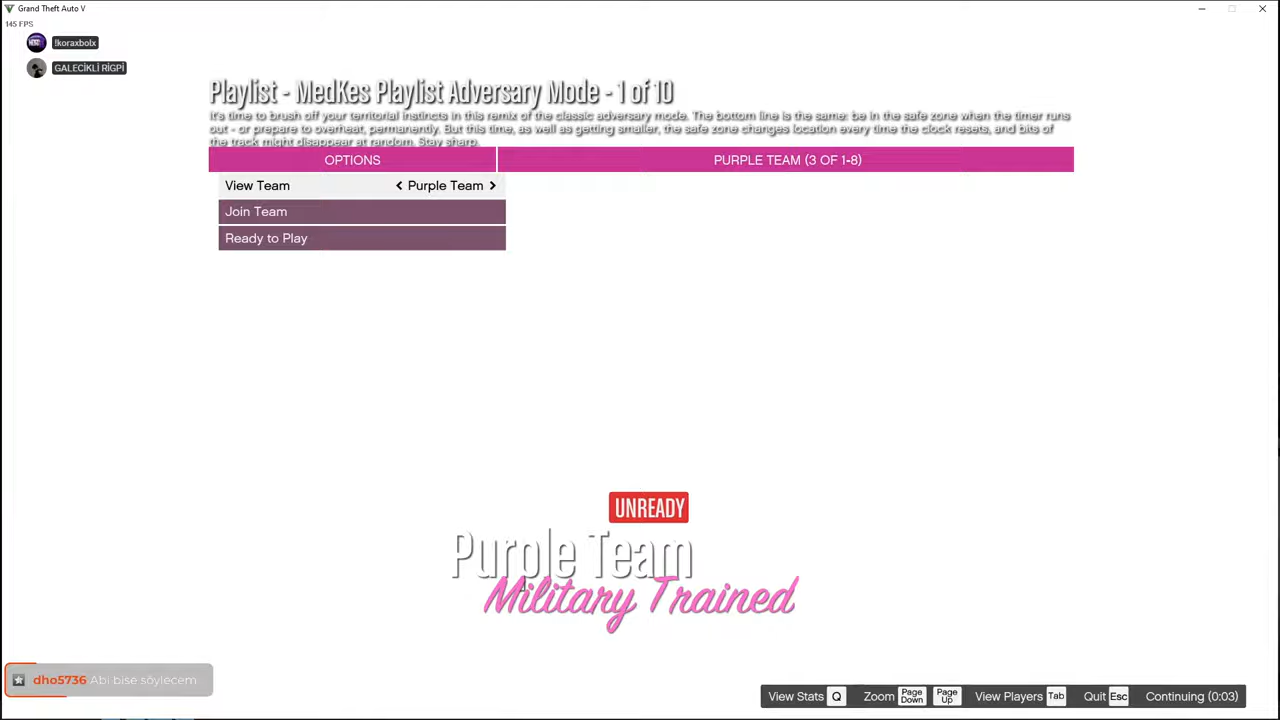 Grand Theft Auto V
145 FPS
!koraxbolx
GALECİKLİ RİGPİ
Playlist - MedKes Playlist Adversary Mode - 1 of 10
It's time to brush off your territorial instincts in this remix of the classic adversary mode. The bottom line is the same: be in the safe zone when the timer runs
out - or prepare to overheat, permanently. But this time, as well as getting smaller, the safe zone changes location every time the clock resets, and bits of
the track might disappear at random. Stay sharp.
OPTIONS
PURPLE TEAM (3 OF 1-8)
View Team < Purple Team >
Join Team
Ready to Play
UNREADY
Purple Team
Military Trained
dho5736 Abi bise söylecem
View Stats Q Zoom Page Down Page Up View Players Tab Quit Esc Continuing (0:03)